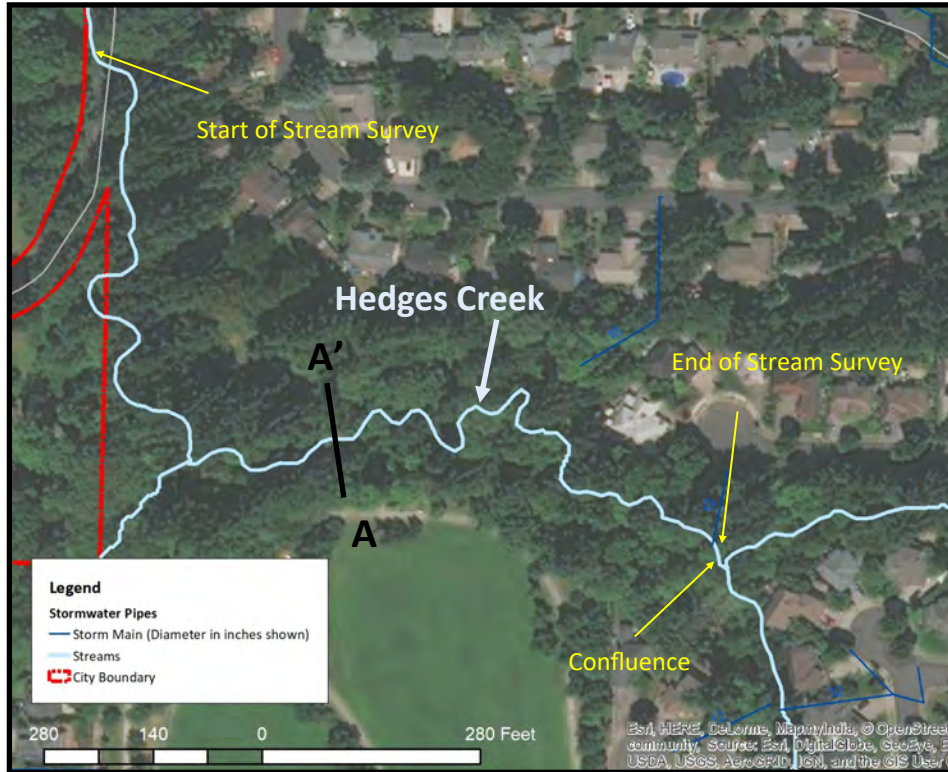 Start of Stream Survey
Hedges Creek
A’
End of Stream Survey
A
Confluence
Legend
Stormwater Pipes
Storm Main (Diameter in inches shown)
Streams
City Boundary
280 140 0 280 Feet
Esri, HERE, DeLorme, MapmyIndia, © OpenStreet
community, Source: Esri, DigitalGlobe, GeoEye, E
USDA, USGS, AeroGRID, IGN, and the GIS User